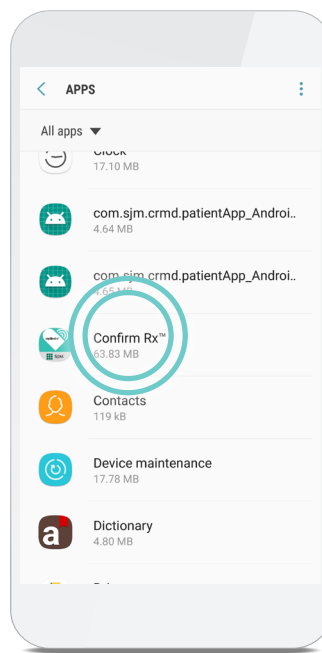 APPS
All apps
Clock
17.10 MB
com.sjm.crmd.patientApp_Androi..
4.64 MB
com.sjm.crmd.patientApp_Androi..
4.65 MB
Confirm Rx™
63.83 MB
SJM
Contacts
119 kB
Device maintenance
17.78 MB
a
Dictionary
4.80 MB